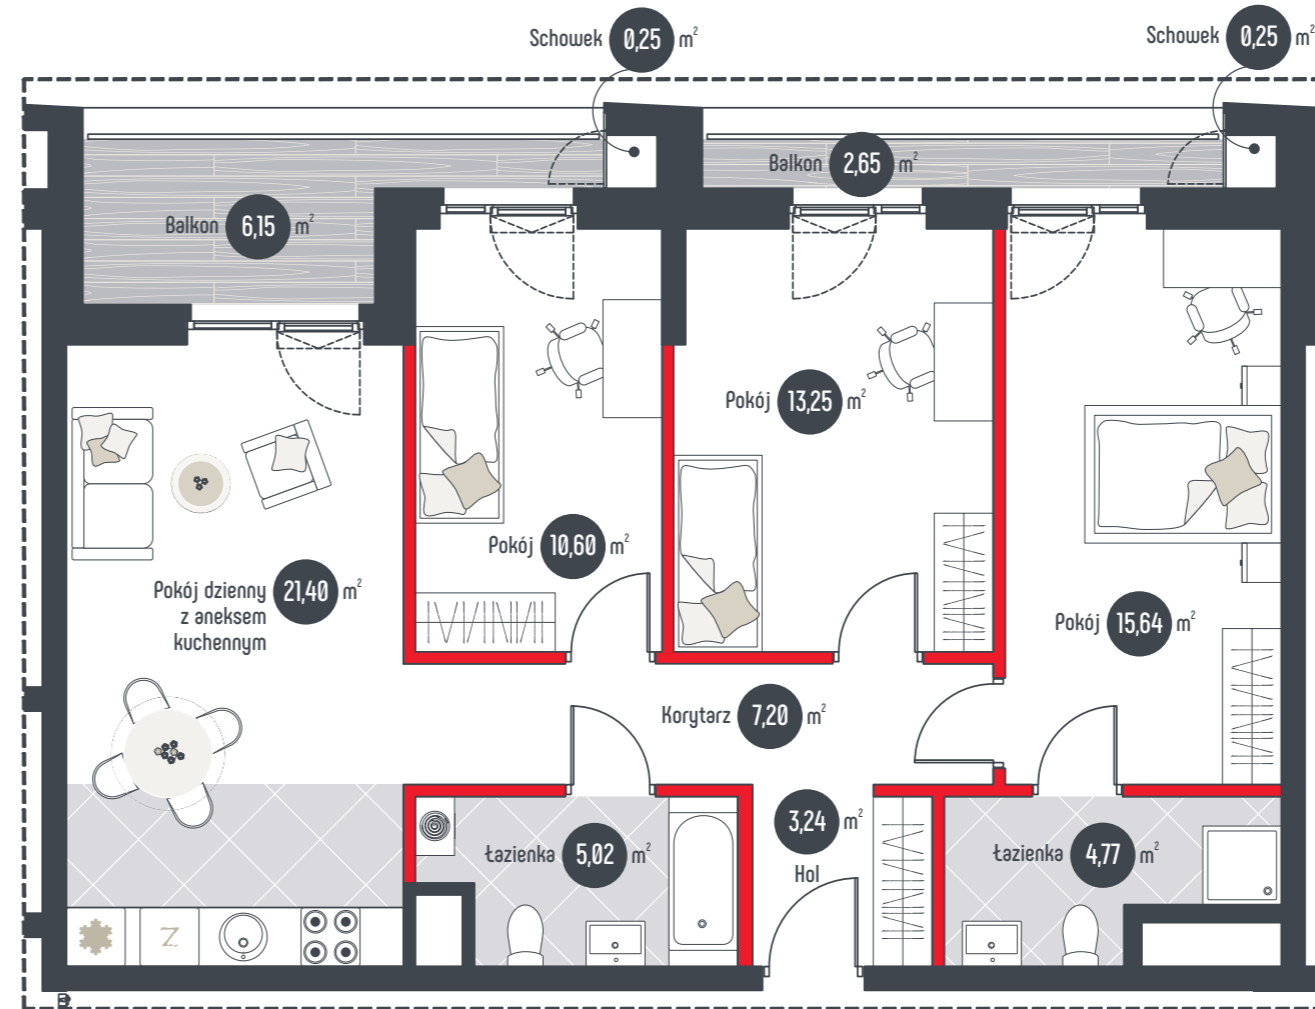 Schowek 0,25 m²
Schowek 0,25 m²
Balkon 2,65 m²
Balkon 6,15 m²
Pokój 13,25 m²
Pokój 10,60 m²
Pokój dzienny 21,40 m²
z aneksem
kuchennym
Pokój 15,64 m²
Korytarz 7,20 m²
3,24 m²
Hol
Łazienka 5,02 m²
Łazienka 4,77 m²
Z